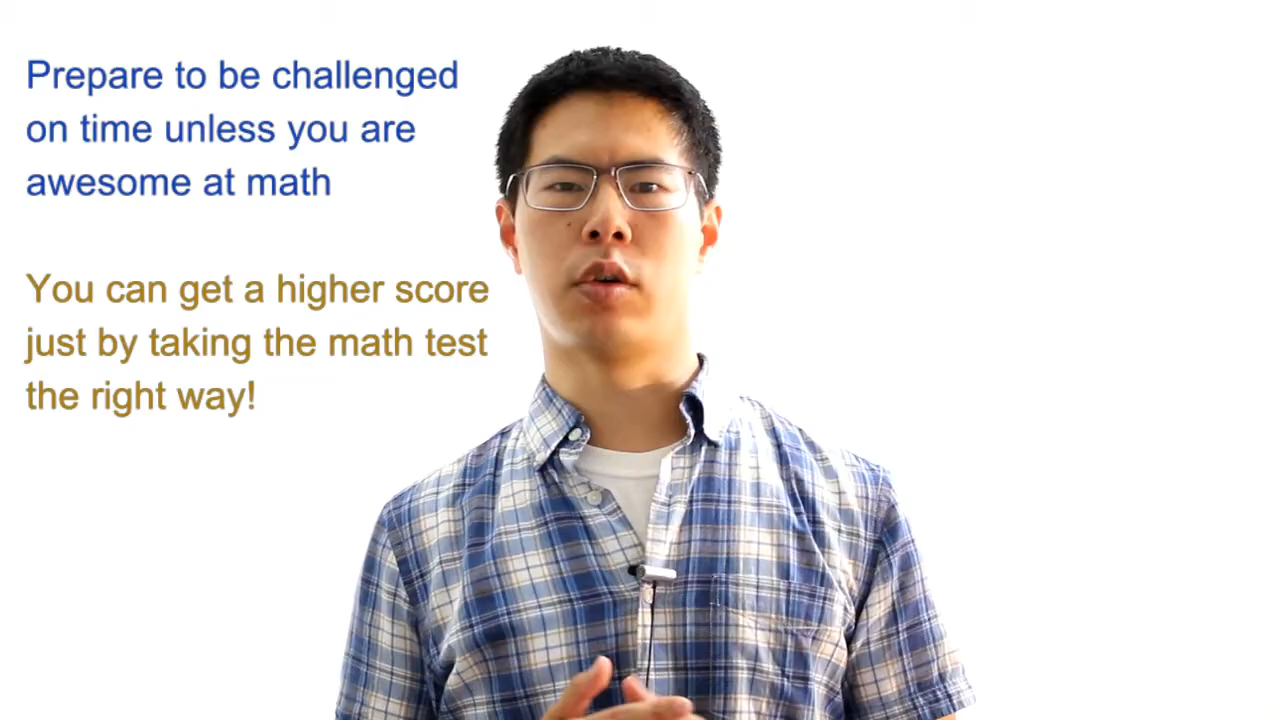 Prepare to be challenged
on time unless you are
awesome at math
You can get a higher score
just by taking the math test
the right way!